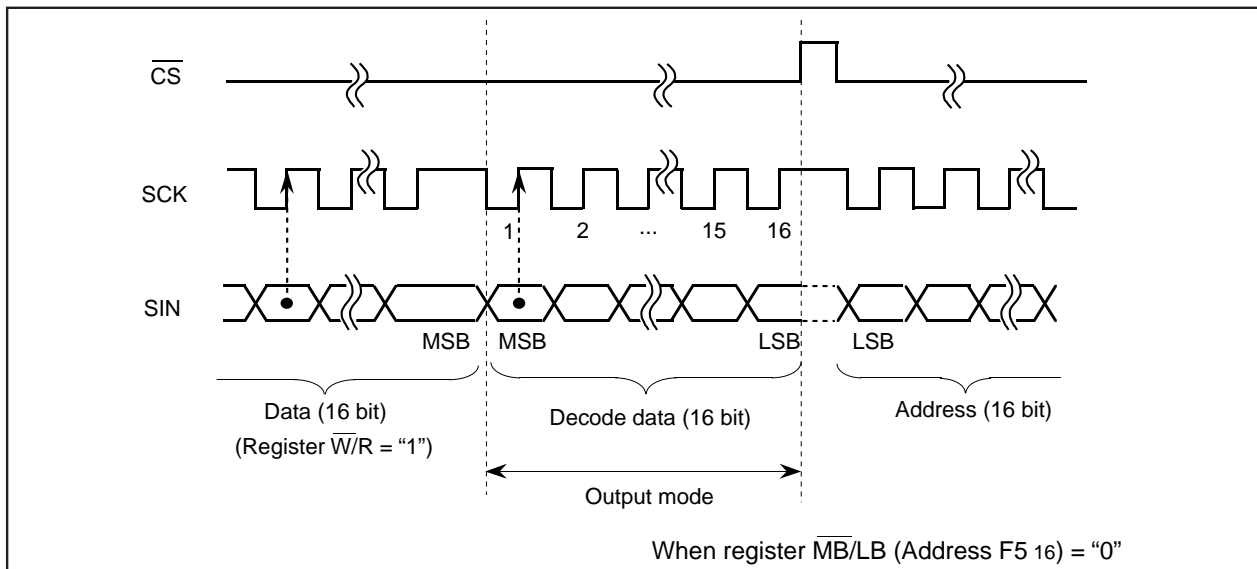 CS
SCK
1 2 ... 15 16
SIN
MSB MSB LSB LSB
Data (16 bit) Decode data (16 bit) Address (16 bit)
(Register W/R = “1”)
Output mode
When register MB/LB (Address F5 16) = “0”